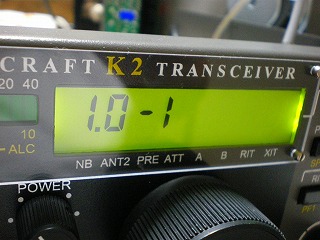 CRAFT K2 TRANSCEIVER
20 40
1.0-1
10
ALC
NB ANT2 PRE ATT A B RIT XIT
POWER